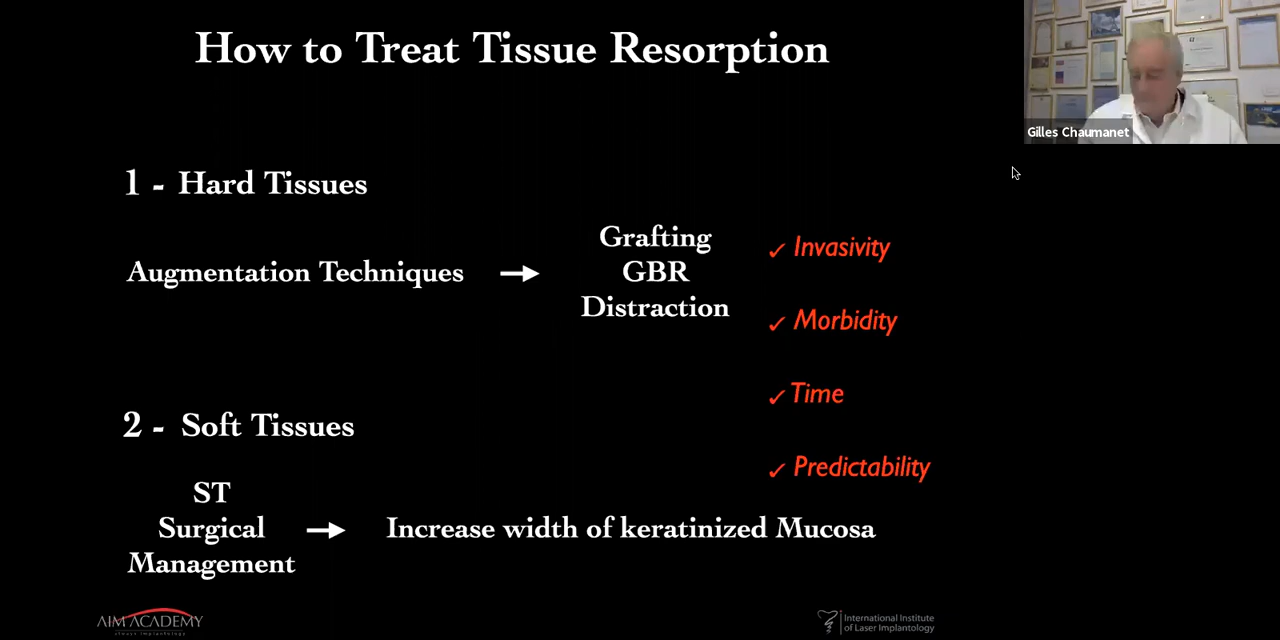 How to Treat Tissue Resorption
Gilles Chaumanet
1 - Hard Tissues
Augmentation Techniques →
Grafting
GBR
Distraction
✓ Invasivity
✓ Morbidity
✓ Time
✓ Predictability
2 - Soft Tissues
ST
Surgical
Management
→ Increase width of keratinized Mucosa
AIM ACADEMY
International Institute
of Laser Implantology